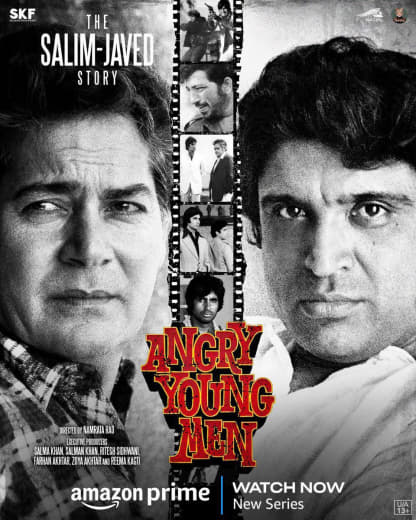 SKF
THE
SALIM-JAVED
STORY
ANGRY
YOUNG
MEN
DIRECTED BY NAMRATA RAO
EXECUTIVE PRODUCERS
SALMA KHAN, SALMAN KHAN, RITESH SIDHWANI,
FARHAN AKHTAR, ZOYA AKHTAR AND REEMA KAGTI
amazon prime
WATCH NOW
New Series
U/A
13+